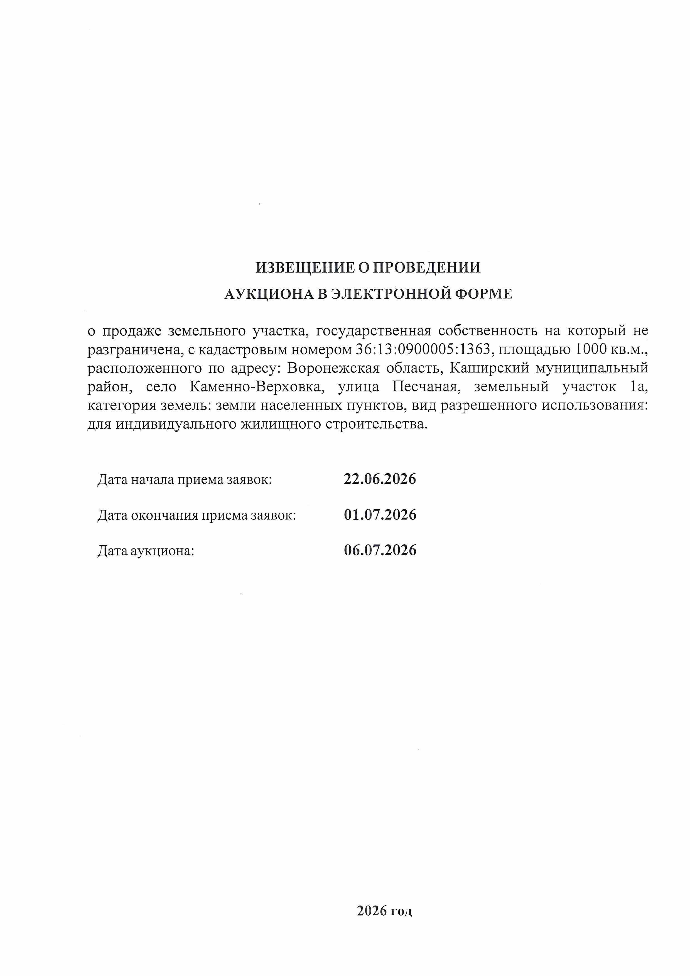 ИЗВЕЩЕНИЕ О ПРОВЕДЕНИИ
АУКЦИОНА В ЭЛЕКТРОННОЙ ФОРМЕ
о продаже земельного участка, государственная собственность на который не
разграничена, с кадастровым номером 36:13:0900005:1363, площадью 1000 кв.м.,
расположенного по адресу: Воронежская область, Каширский муниципальный
район, село Каменно-Верховка, улица Песчаная, земельный участок 1а,
категория земель: земли населенных пунктов, вид разрешенного использования:
для индивидуального жилищного строительства.
Дата начала приема заявок: 22.06.2026
Дата окончания приема заявок: 01.07.2026
Дата аукциона: 06.07.2026
2026 год